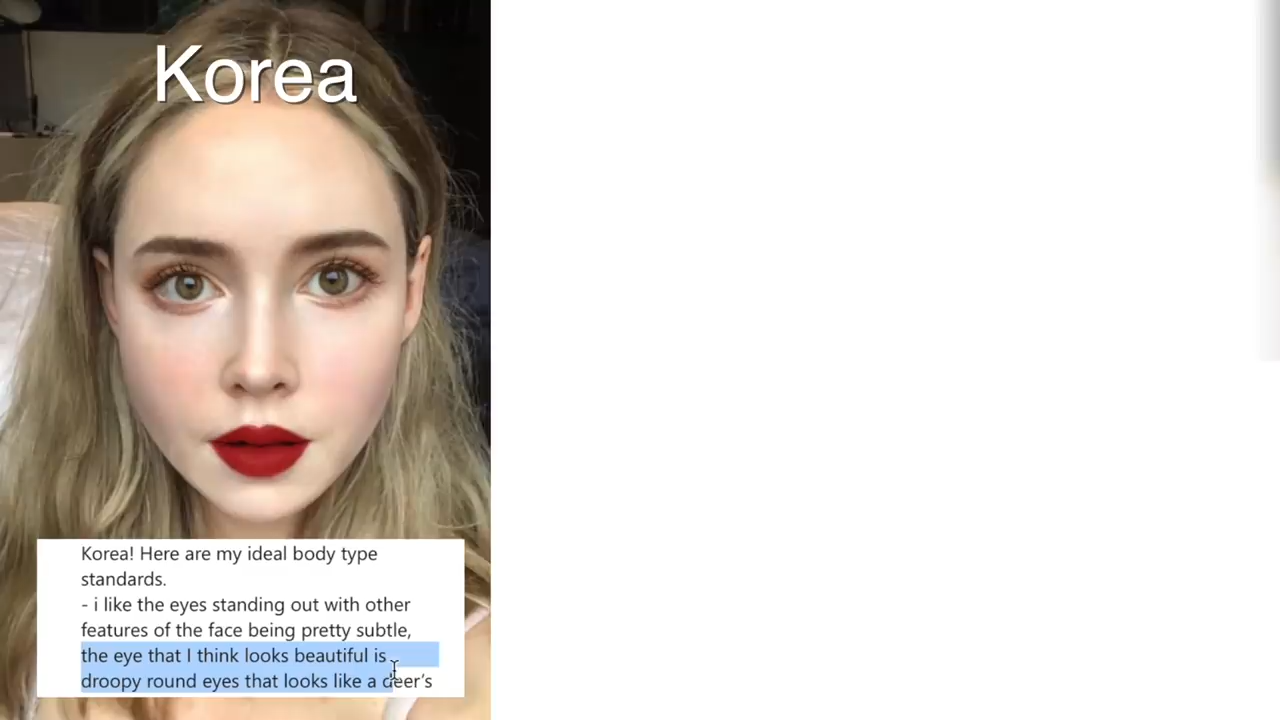 Korea
Korea! Here are my ideal body type
standards.
- i like the eyes standing out with other
features of the face being pretty subtle,
the eye that I think looks beautiful is
droopy round eyes that looks like a deer's